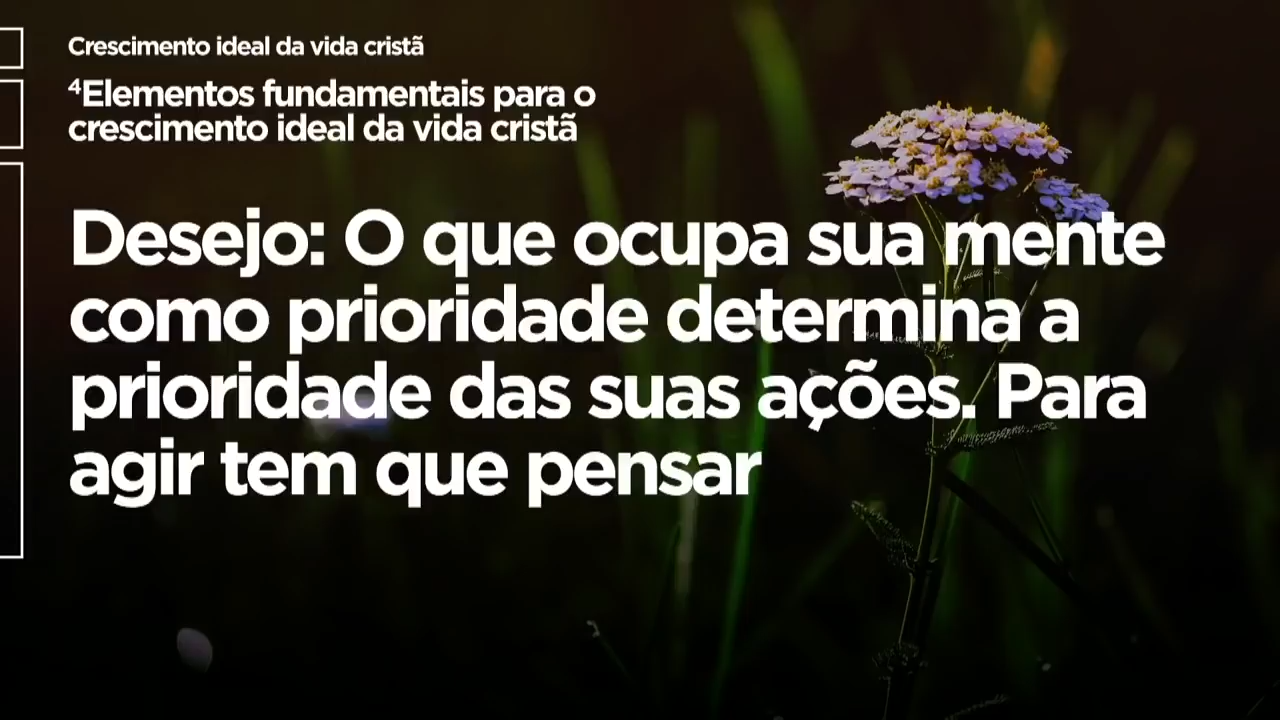 Crescimento ideal da vida cristã
⁴Elementos fundamentais para o
crescimento ideal da vida cristã
Desejo: O que ocupa sua mente
como prioridade determina a
prioridade das suas ações. Para
agir tem que pensar